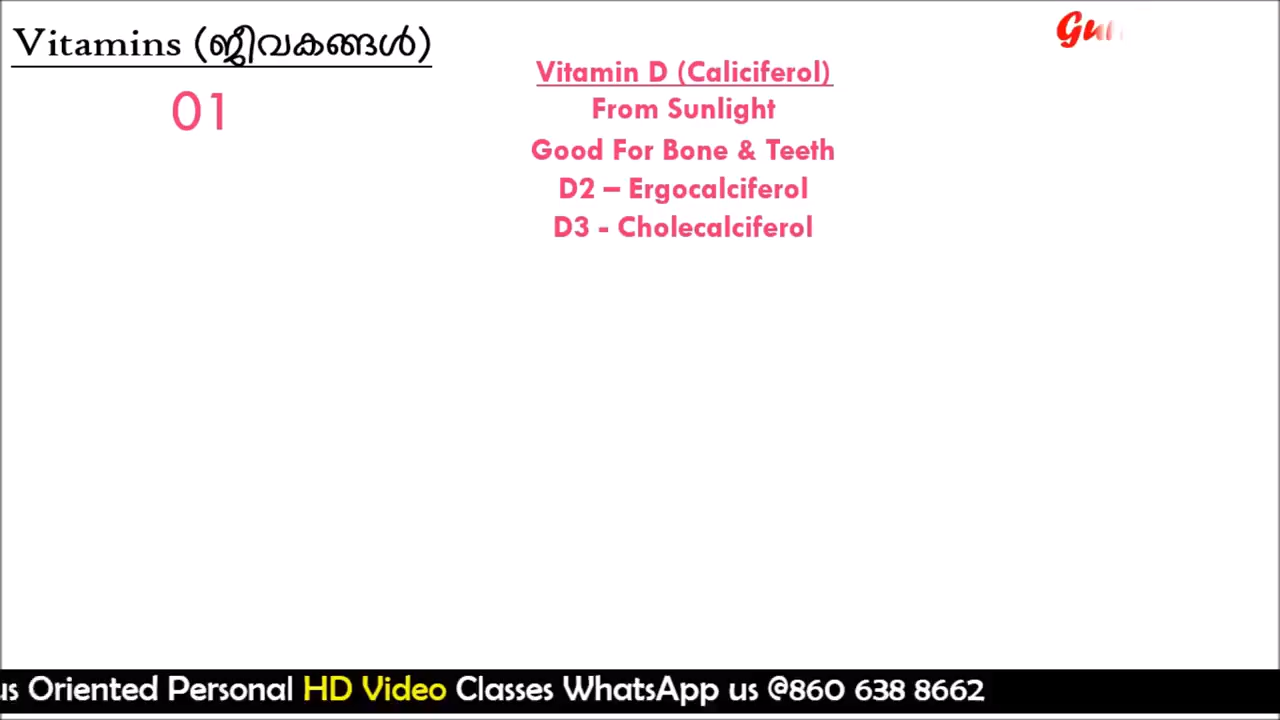 Vitamins (ജീവകങ്ങൾ)
01
Vitamin D (Caliciferol)
From Sunlight
Good For Bone & Teeth
D2 – Ergocalciferol
D3 - Cholecalciferol
us Oriented Personal HD Video Classes WhatsApp us @860 638 8662